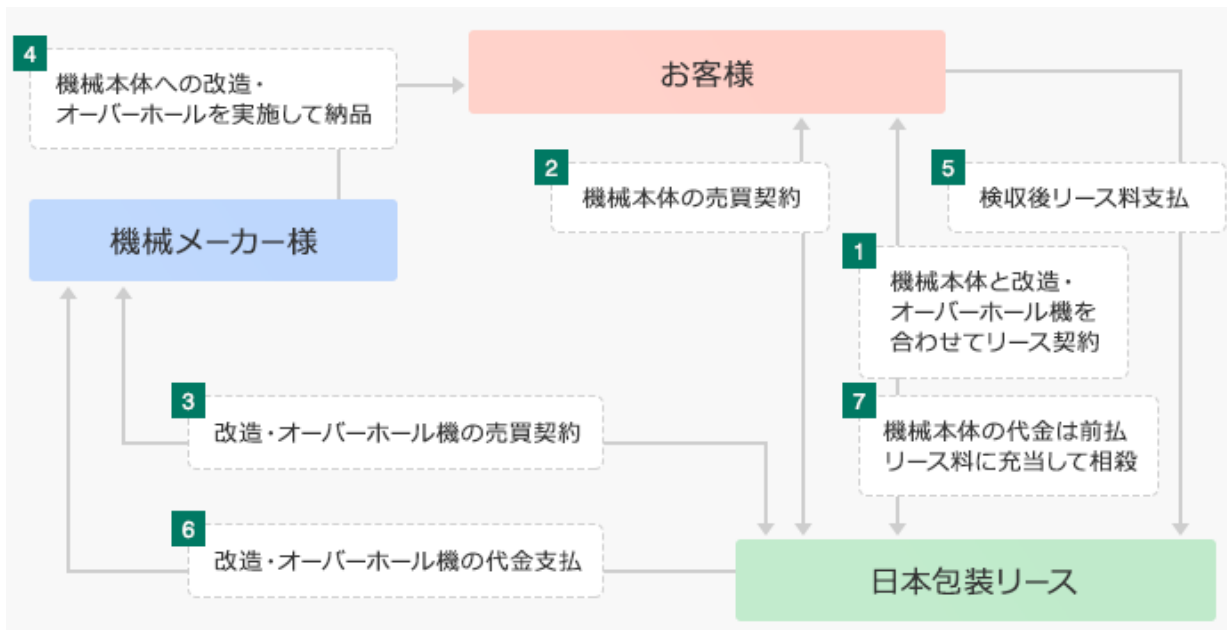 4
機械本体への改造・
オーバーホールを実施して納品
お客様
2
機械本体の売買契約
5
検収後リース料支払
機械メーカー様
1
機械本体と改造・
オーバーホール機を
合わせてリース契約
3
改造・オーバーホール機の売買契約
7
機械本体の代金は前払
リース料に充当して相殺
6
改造・オーバーホール機の代金支払
日本包装リース